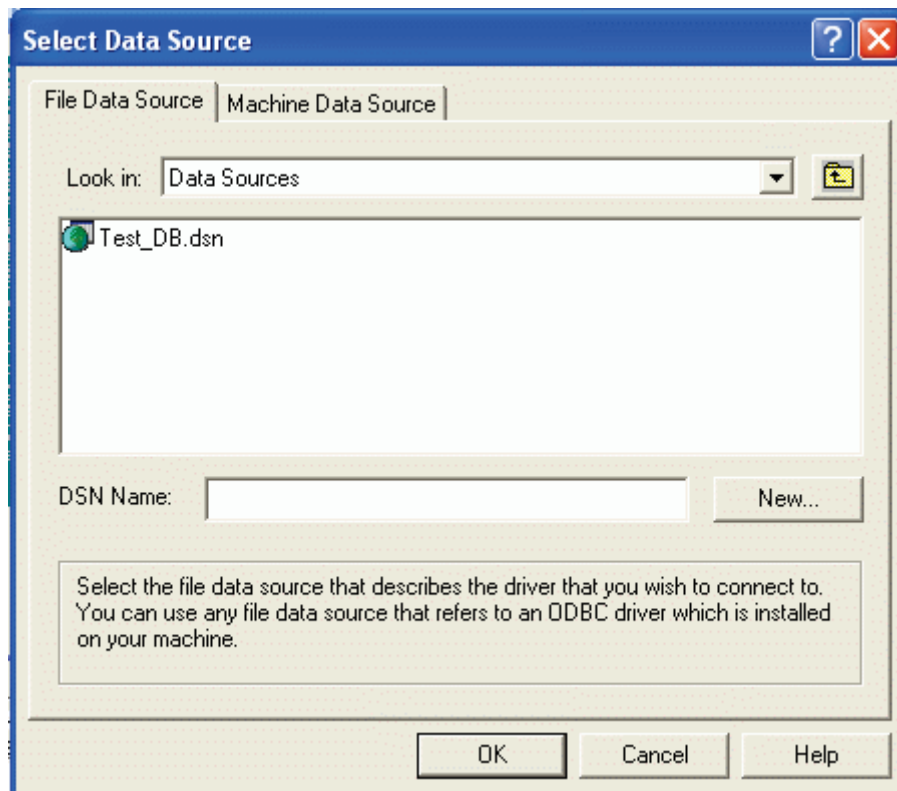 Select Data Source
File Data Source
Machine Data Source
Look in:
Data Sources
Test_DB.dsn
DSN Name:
New...
Select the file data source that describes the driver that you wish to connect to.
You can use any file data source that refers to an ODBC driver which is installed
on your machine.
OK
Cancel
Help